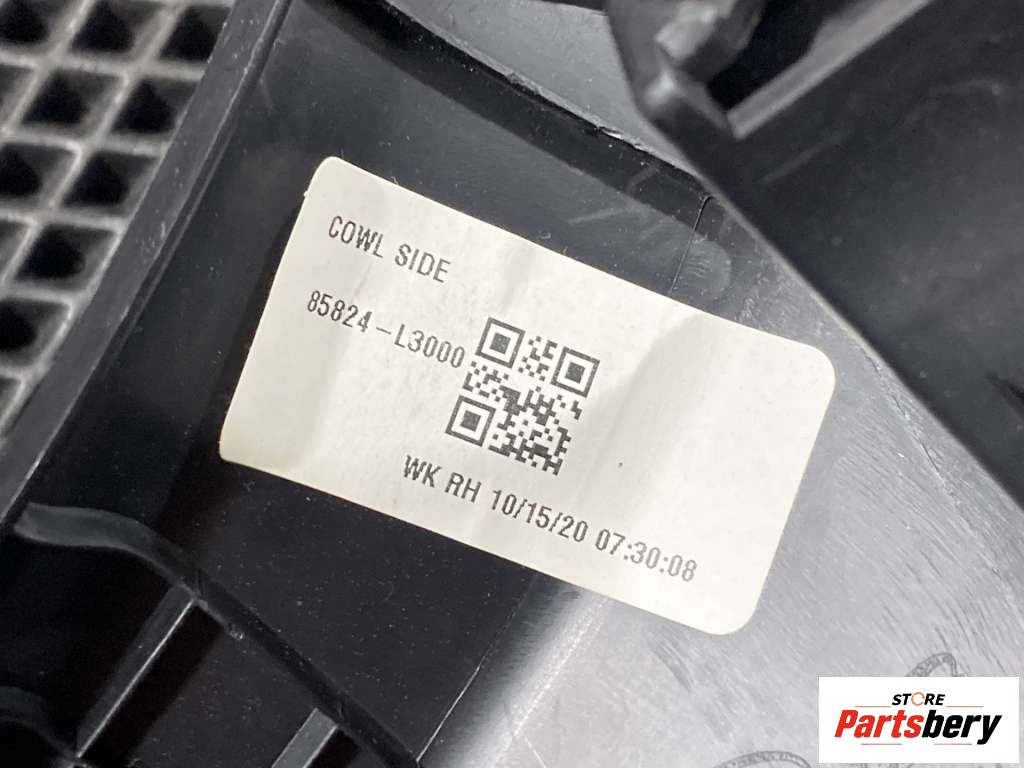 COWL SIDE
85824-L3000
WK RH 10/15/20 07:30:08
STORE
Partsbery